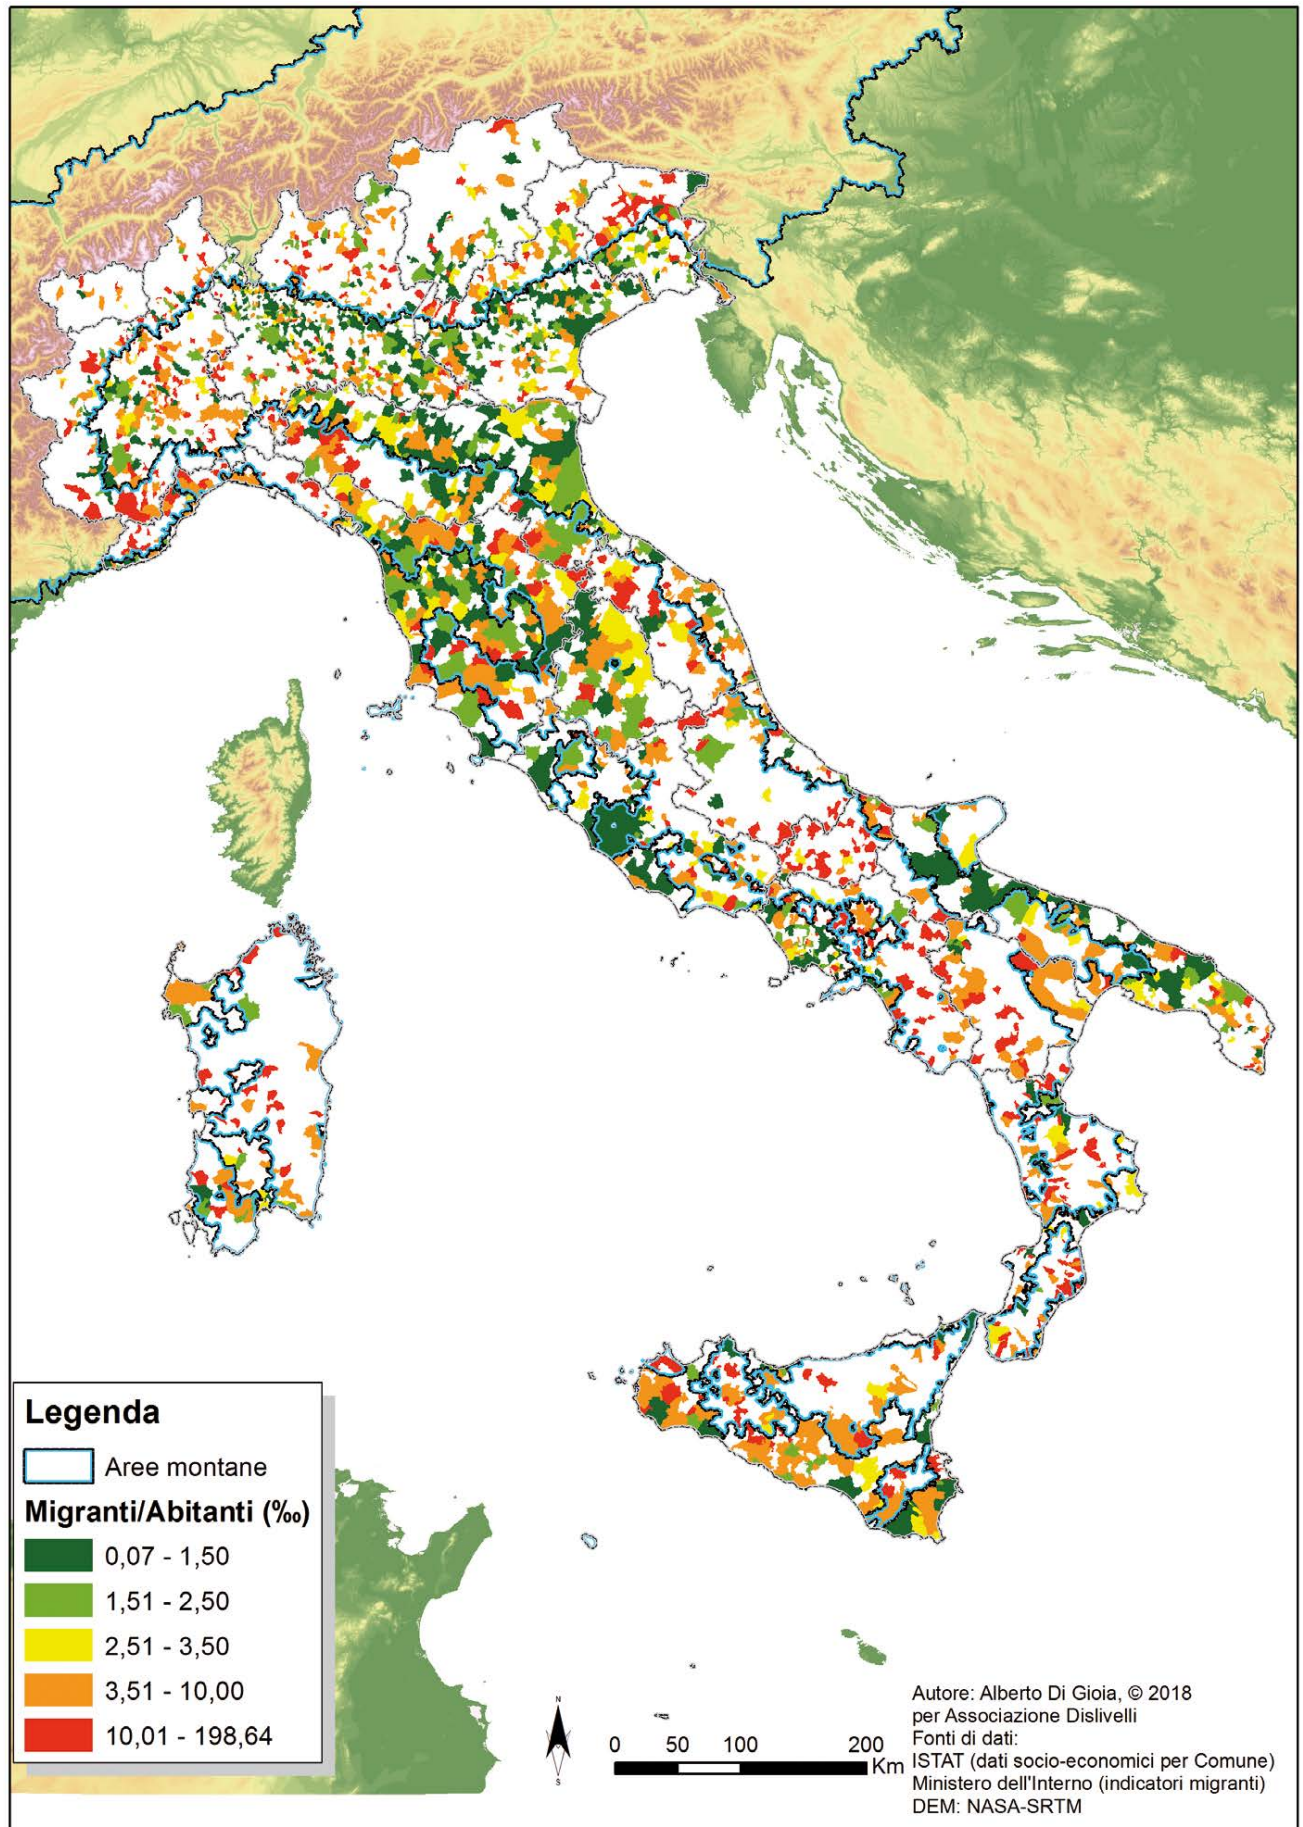 Legenda
Aree montane
Migranti/Abitanti (‰)
0,07 - 1,50
1,51 - 2,50
2,51 - 3,50
3,51 - 10,00
10,01 - 198,64
N
S
0 50 100 200
Km
Autore: Alberto Di Gioia, © 2018
per Associazione Dislivelli
Fonti di dati:
ISTAT (dati socio-economici per Comune)
Ministero dell'Interno (indicatori migranti)
DEM: NASA-SRTM